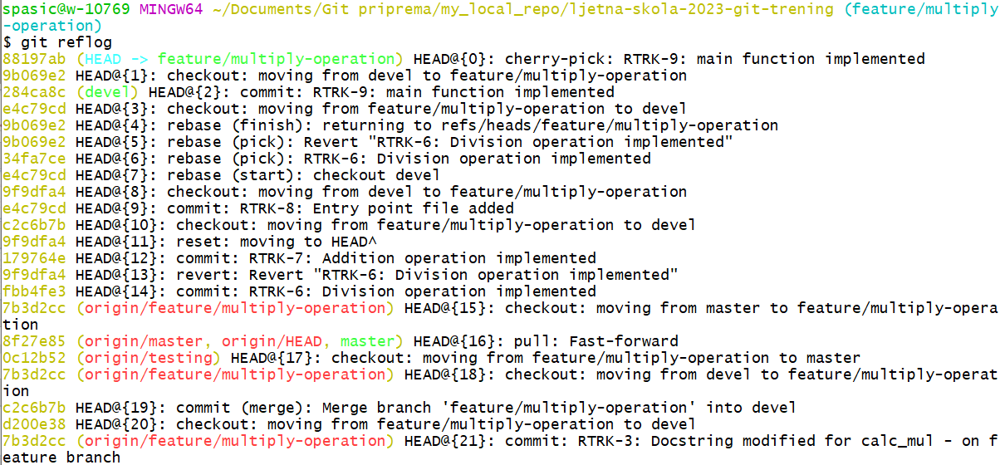 spasic@w-10769 MINGW64 ~/Documents/Git priprema/my_local_repo/ljetna-skola-2023-git-trening (feature/multiply
-operation)
$ git reflog
88197ab (HEAD -> feature/multiply-operation) HEAD@{0}: cherry-pick: RTRK-9: main function implemented
9b069e2 HEAD@{1}: checkout: moving from devel to feature/multiply-operation
284ca8c (devel) HEAD@{2}: commit: RTRK-9: main function implemented
e4c79cd HEAD@{3}: checkout: moving from feature/multiply-operation to devel
9b069e2 HEAD@{4}: rebase (finish): returning to refs/heads/feature/multiply-operation
9b069e2 HEAD@{5}: rebase (pick): Revert "RTRK-6: Division operation implemented"
34fa7ce HEAD@{6}: rebase (pick): RTRK-6: Division operation implemented
e4c79cd HEAD@{7}: rebase (start): checkout devel
9f9dfa4 HEAD@{8}: checkout: moving from devel to feature/multiply-operation
e4c79cd HEAD@{9}: commit: RTRK-8: Entry point file added
c2c6b7b HEAD@{10}: checkout: moving from feature/multiply-operation to devel
9f9dfa4 HEAD@{11}: reset: moving to HEAD^
179764e HEAD@{12}: commit: RTRK-7: Addition operation implemented
9f9dfa4 HEAD@{13}: revert: Revert "RTRK-6: Division operation implemented"
fbb4fe3 HEAD@{14}: commit: RTRK-6: Division operation implemented
7b3d2cc (origin/feature/multiply-operation) HEAD@{15}: checkout: moving from master to feature/multiply-opera
tion
8f27e85 (origin/master, origin/HEAD, master) HEAD@{16}: pull: Fast-forward
0c12b52 (origin/testing) HEAD@{17}: checkout: moving from feature/multiply-operation to master
7b3d2cc (origin/feature/multiply-operation) HEAD@{18}: checkout: moving from devel to feature/multiply-operat
ion
c2c6b7b HEAD@{19}: commit (merge): Merge branch 'feature/multiply-operation' into devel
d200e38 HEAD@{20}: checkout: moving from feature/multiply-operation to devel
7b3d2cc (origin/feature/multiply-operation) HEAD@{21}: commit: RTRK-3: Docstring modified for calc_mul - on f
eature branch